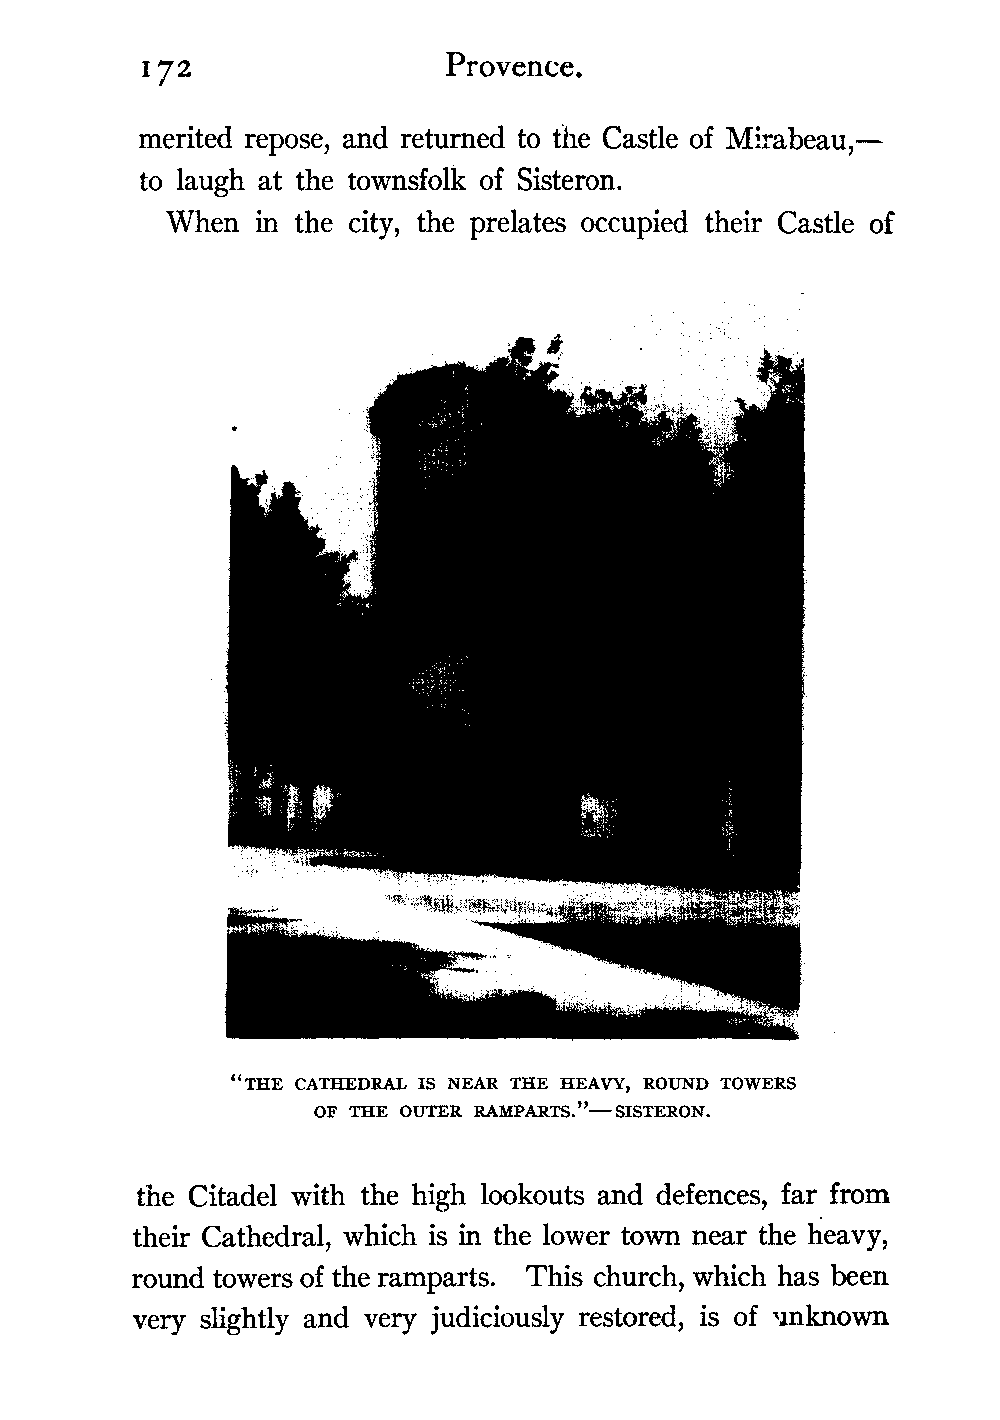 172 Provence.
merited repose, and returned to the Castle of Mirabeau,—
to laugh at the townsfolk of Sisteron.
When in the city, the prelates occupied their Castle of
"THE CATHEDRAL IS NEAR THE HEAVY, ROUND TOWERS
OF THE OUTER RAMPARTS."—SISTERON.
the Citadel with the high lookouts and defences, far from
their Cathedral, which is in the lower town near the heavy,
round towers of the ramparts. This church, which has been
very slightly and very judiciously restored, is of unknown